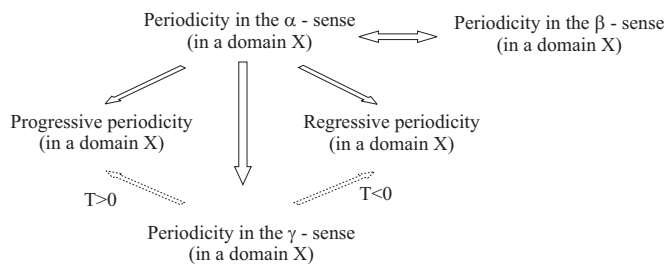 Periodicity in the α - sense
(in a domain X)
Periodicity in the β - sense
(in a domain X)
Progressive periodicity
(in a domain X)
Regressive periodicity
(in a domain X)
T>0
T<0
Periodicity in the γ - sense
(in a domain X)